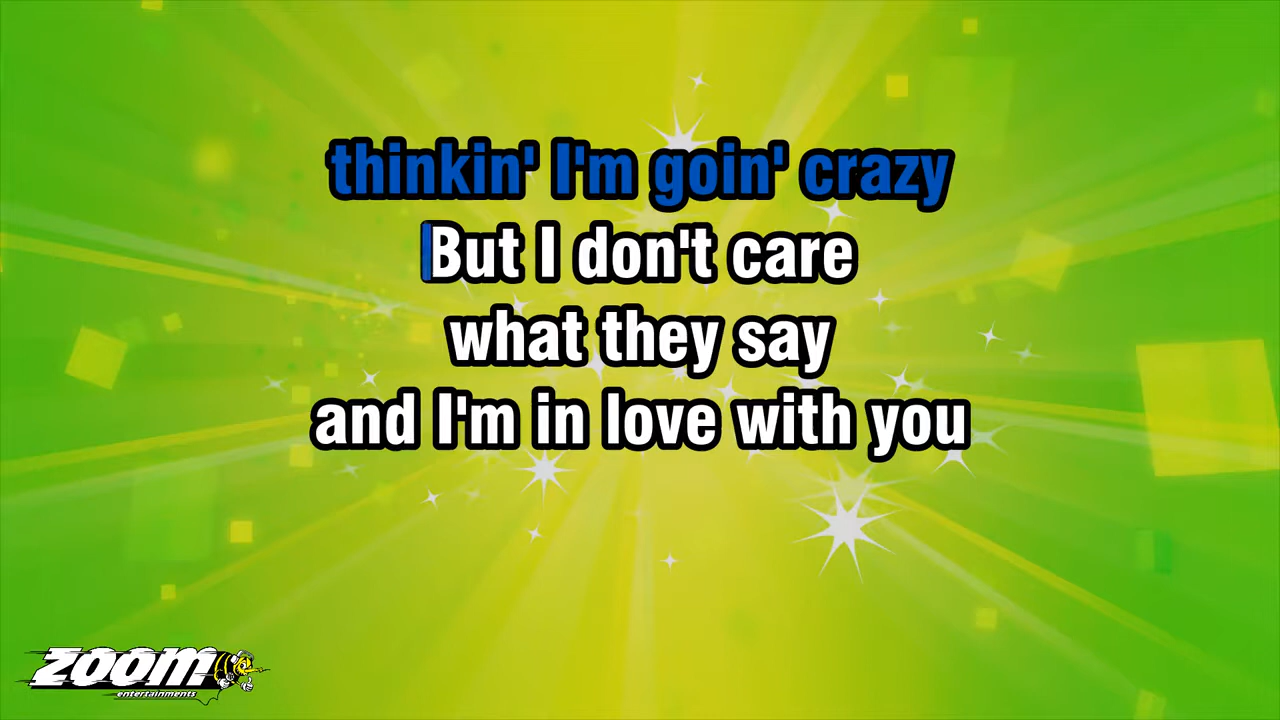 thinkin' I'm goin' crazy
But I don't care
what they say
and I'm in love with you
zoom
entertainments